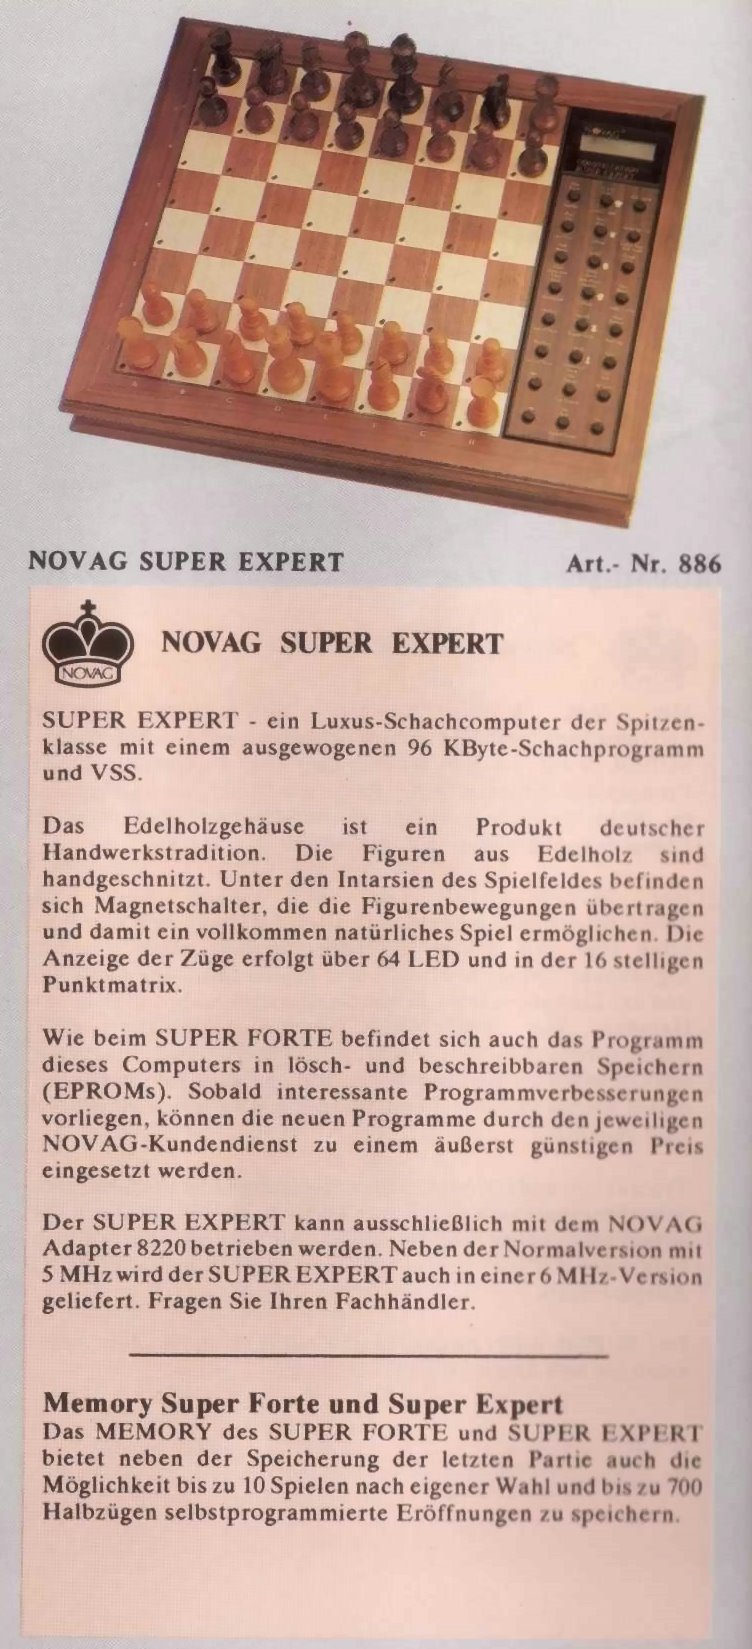 NOVAG
A B C D E F G H
NOVAG SUPER EXPERT Art.- Nr. 886
NOVAG
NOVAG SUPER EXPERT
SUPER EXPERT - ein Luxus-Schachcomputer der Spitzen-
klasse mit einem ausgewogenen 96 KByte-Schachprogramm
und VSS.
Das Edelholzgehäuse ist ein Produkt deutscher
Handwerkstradition. Die Figuren aus Edelholz sind
handgeschnitzt. Unter den Intarsien des Spielfeldes befinden
sich Magnetschalter, die die Figurenbewegungen übertragen
und damit ein vollkommen natürliches Spiel ermöglichen. Die
Anzeige der Züge erfolgt über 64 LED und in der 16 stelligen
Punktmatrix.
Wie beim SUPER FORTE befindet sich auch das Programm
dieses Computers in lösch- und beschreibbaren Speichern
(EPROMs). Sobald interessante Programmverbesserungen
vorliegen, können die neuen Programme durch den jeweiligen
NOVAG-Kundendienst zu einem äußerst günstigen Preis
eingesetzt werden.
Der SUPER EXPERT kann ausschließlich mit dem NOVAG
Adapter 8220 betrieben werden. Neben der Normalversion mit
5 MHz wird der SUPER EXPERT auch in einer 6 MHz-Version
geliefert. Fragen Sie Ihren Fachhändler.
Memory Super Forte und Super Expert
Das MEMORY des SUPER FORTE und SUPER EXPERT
bietet neben der Speicherung der letzten Partie auch die
Möglichkeit bis zu 10 Spielen nach eigener Wahl und bis zu 700
Halbzügen selbstprogrammierte Eröffnungen zu speichern.